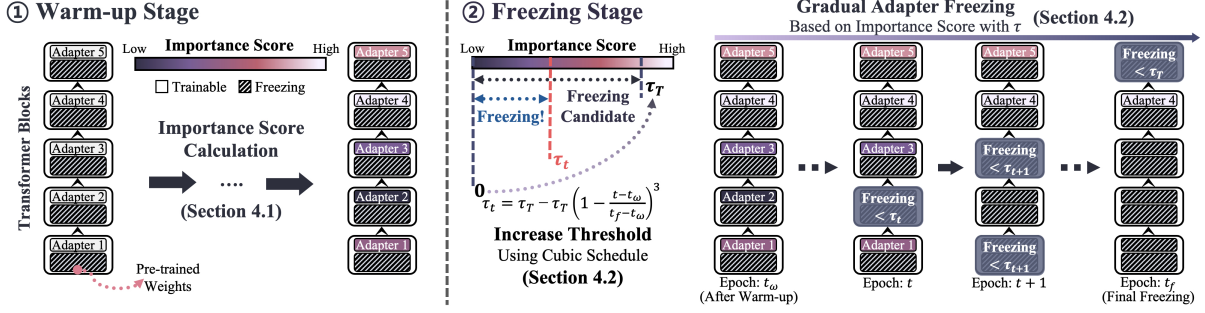 ① Warm-up Stage
Transformer Blocks
Adapter 5
Adapter 4
Adapter 3
Adapter 2
Adapter 1
Pre-trained
Weights
Importance Score
Low
High
Trainable
Freezing
Importance Score
Calculation
....
(Section 4.1)
Adapter 5
Adapter 4
Adapter 3
Adapter 2
Adapter 1
② Freezing Stage
Importance Score
Low
High
Freezing!
Freezing
Candidate
τ_T
τ_t
0
τ_t = τ_T − τ_T (1 − (t−t_ω)/(t_f−t_ω))^3
Increase Threshold
Using Cubic Schedule
(Section 4.2)
Gradual Adapter Freezing
Based on Importance Score with τ
(Section 4.2)
Adapter 5
Adapter 4
Adapter 3
Adapter 2
Adapter 1
Epoch: t_ω
(After Warm-up)
Adapter 5
Adapter 4
Adapter 3
Freezing
< τ_t
Adapter 1
Epoch: t
Adapter 5
Adapter 4
Freezing
< τ_{t+1}
Freezing
< τ_{t+1}
Epoch: t + 1
Freezing
< τ_T
Adapter 4
Epoch: t_f
(Final Freezing)